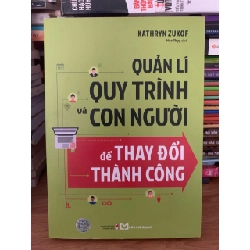 KATHRYN ZUKOF
QUẢN LÍ
QUY TRÌNH
và
CON NGƯỜI
để THAY ĐỔI
THÀNH CÔNG